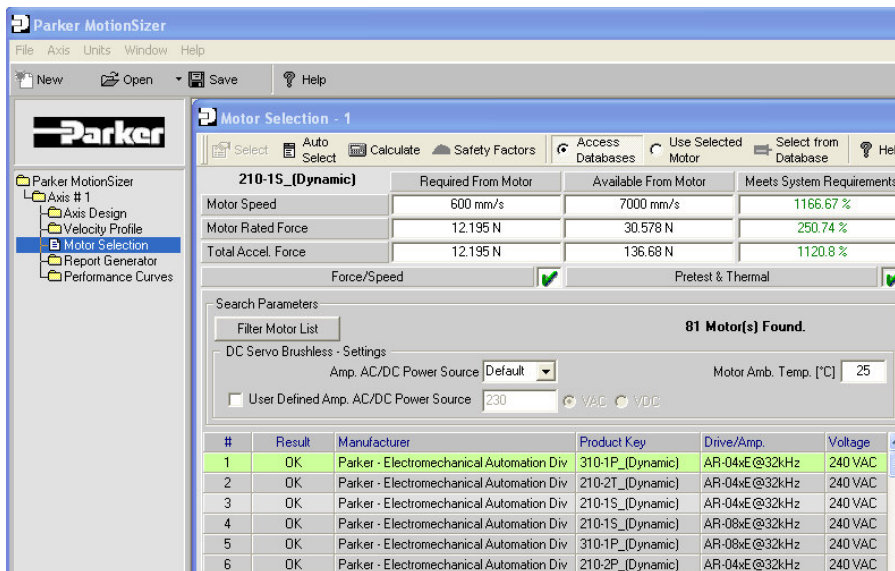 Parker MotionSizer
File Axis Units Window Help
New Open Save Help
Parker
Parker MotionSizer
Axis # 1
Axis Design
Velocity Profile
Motor Selection
Report Generator
Performance Curves
Motor Selection - 1
Select Auto Select Calculate Safety Factors Access Databases Use Selected Motor Select from Database Hel
210-1S_(Dynamic) Required From Motor Available From Motor Meets System Requirements
Motor Speed 600 mm/s 7000 mm/s 1166.67 %
Motor Rated Force 12.195 N 30.578 N 250.74 %
Total Accel. Force 12.195 N 136.68 N 1120.8 %
Force/Speed Pretest & Thermal
Search Parameters
Filter Motor List 81 Motor(s) Found.
DC Servo Brushless - Settings
Amp. AC/DC Power Source Default Motor Amb. Temp. [°C] 25
User Defined Amp. AC/DC Power Source 230 VAC VDC
# Result Manufacturer Product Key Drive/Amp. Voltage
1 OK Parker - Electromechanical Automation Div 310-1P_(Dynamic) AR-04xE@32kHz 240 VAC
2 OK Parker - Electromechanical Automation Div 210-2T_(Dynamic) AR-04xE@32kHz 240 VAC
3 OK Parker - Electromechanical Automation Div 210-1S_(Dynamic) AR-04xE@32kHz 240 VAC
4 OK Parker - Electromechanical Automation Div 210-1S_(Dynamic) AR-08xE@32kHz 240 VAC
5 OK Parker - Electromechanical Automation Div 310-1P_(Dynamic) AR-08xE@32kHz 240 VAC
6 OK Parker - Electromechanical Automation Div 210-2P_(Dynamic) AR-04xE@32kHz 240 VAC